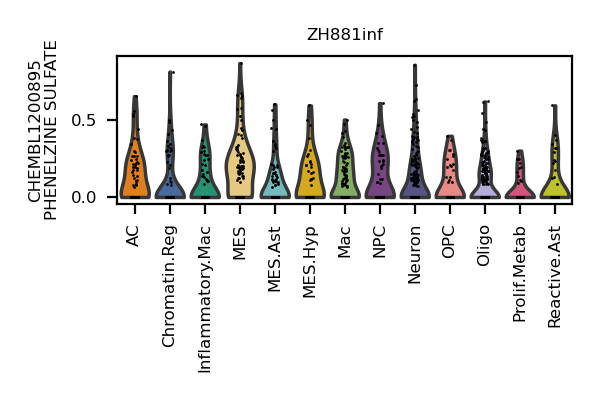 ZH881inf
CHEMBL1200895
PHENELZINE SULFATE
0.5
0.0
AC
Chromatin.Reg
Inflammatory.Mac
MES
MES.Ast
MES.Hyp
Mac
NPC
Neuron
OPC
Oligo
Prolif.Metab
Reactive.Ast